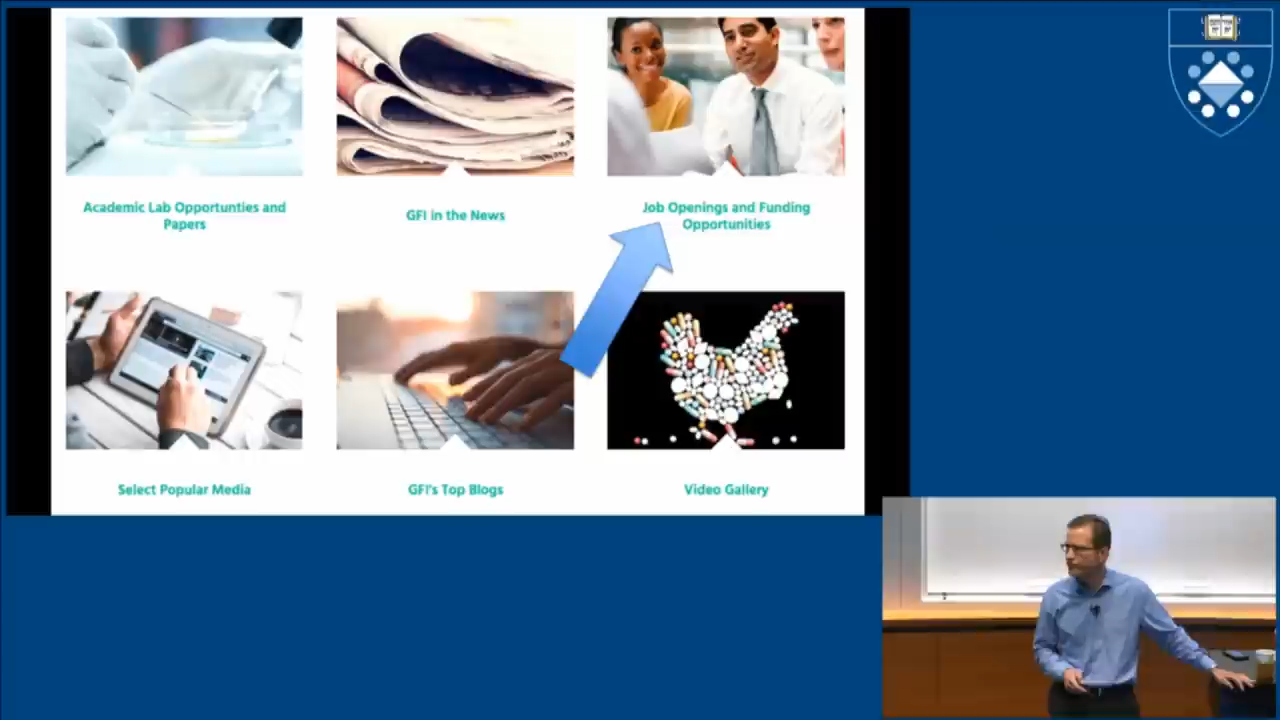 Academic Lab Opportunties and
Papers
GFI in the News
Job Openings and Funding
Opportunities
Select Popular Media
GFI's Top Blogs
Video Gallery